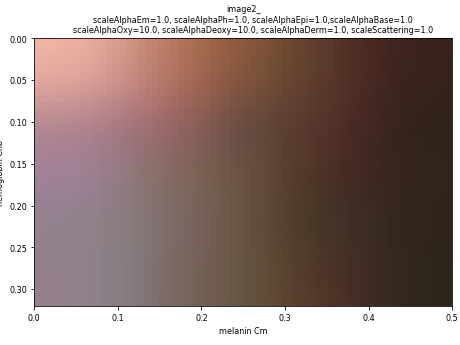 image2_
scaleAlphaEm=1.0, scaleAlphaPh=1.0, scaleAlphaEpi=1.0,scaleAlphaBase=1.0
scaleAlphaOxy=10.0, scaleAlphaDeoxy=10.0, scaleAlphaDerm=1.0, scaleScattering=1.0
0.00
0.05
0.10
0.15
0.20
0.25
0.30
0.0 0.1 0.2 0.3 0.4 0.5
melanin Cm